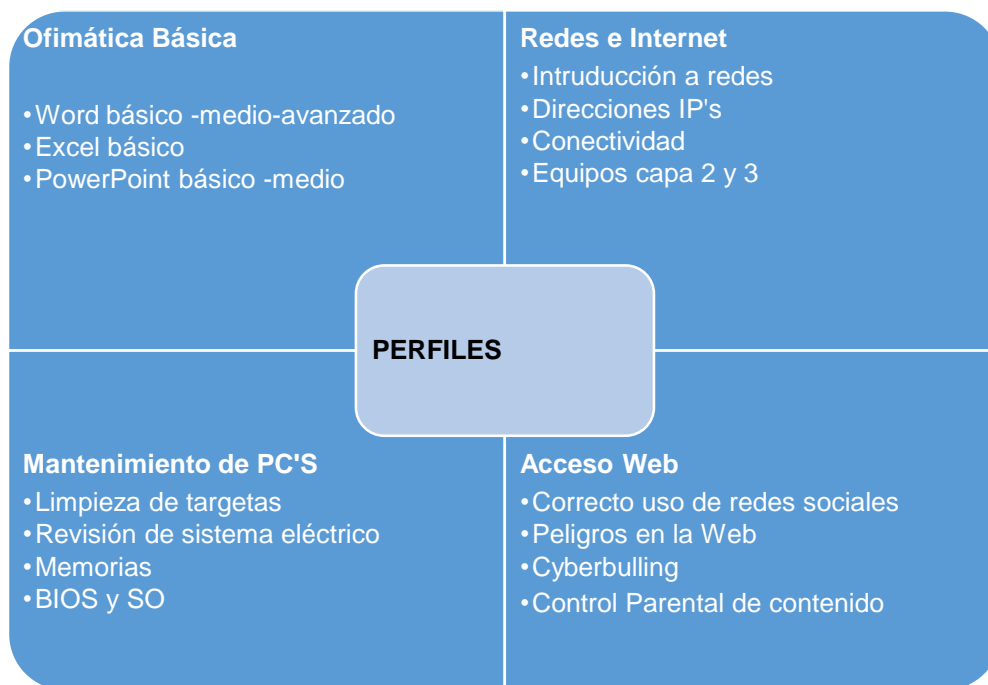 Ofimática Básica
•Word básico -medio-avanzado
•Excel básico
•PowerPoint básico -medio
Redes e Internet
•Intruducción a redes
•Direcciones IP's
•Conectividad
•Equipos capa 2 y 3
PERFILES
Mantenimiento de PC'S
•Limpieza de targetas
•Revisión de sistema eléctrico
•Memorias
•BIOS y SO
Acceso Web
•Correcto uso de redes sociales
•Peligros en la Web
•Cyberbulling
•Control Parental de contenido